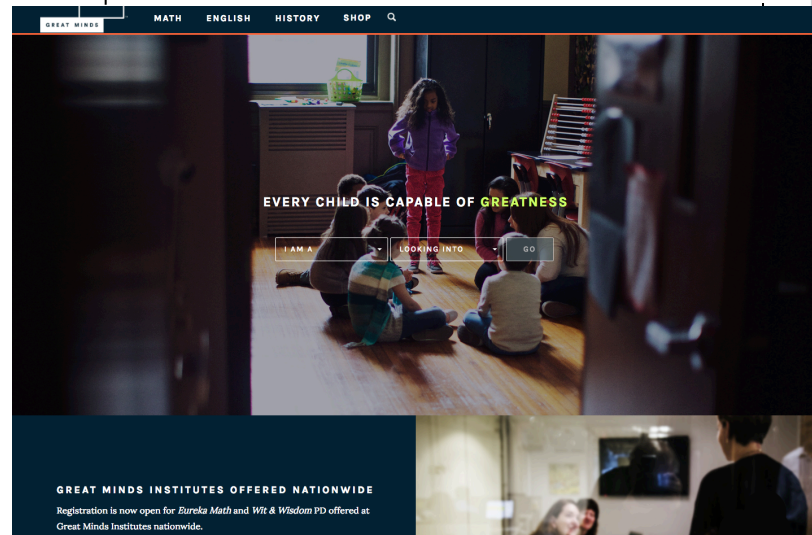 GREAT MINDS
MATH ENGLISH HISTORY SHOP
EVERY CHILD IS CAPABLE OF GREATNESS
I AM A LOOKING INTO GO
GREAT MINDS INSTITUTES OFFERED NATIONWIDE
Registration is now open for Eureka Math and Wit & Wisdom PD offered at
Great Minds Institutes nationwide.